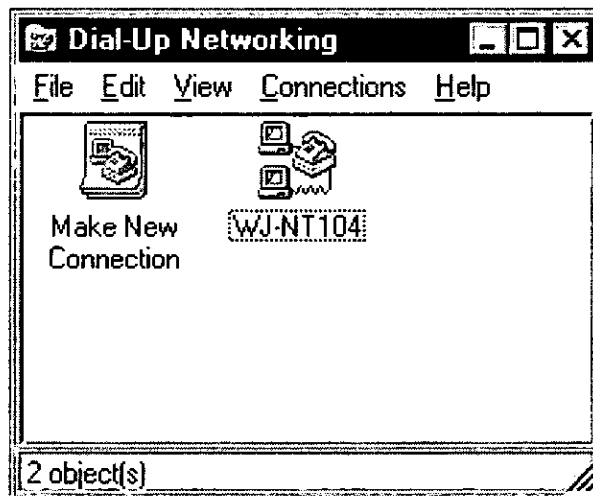 Dial-Up Networking
File Edit View Connections Help
Make New Connection
WJ-NT104
2 object(s)